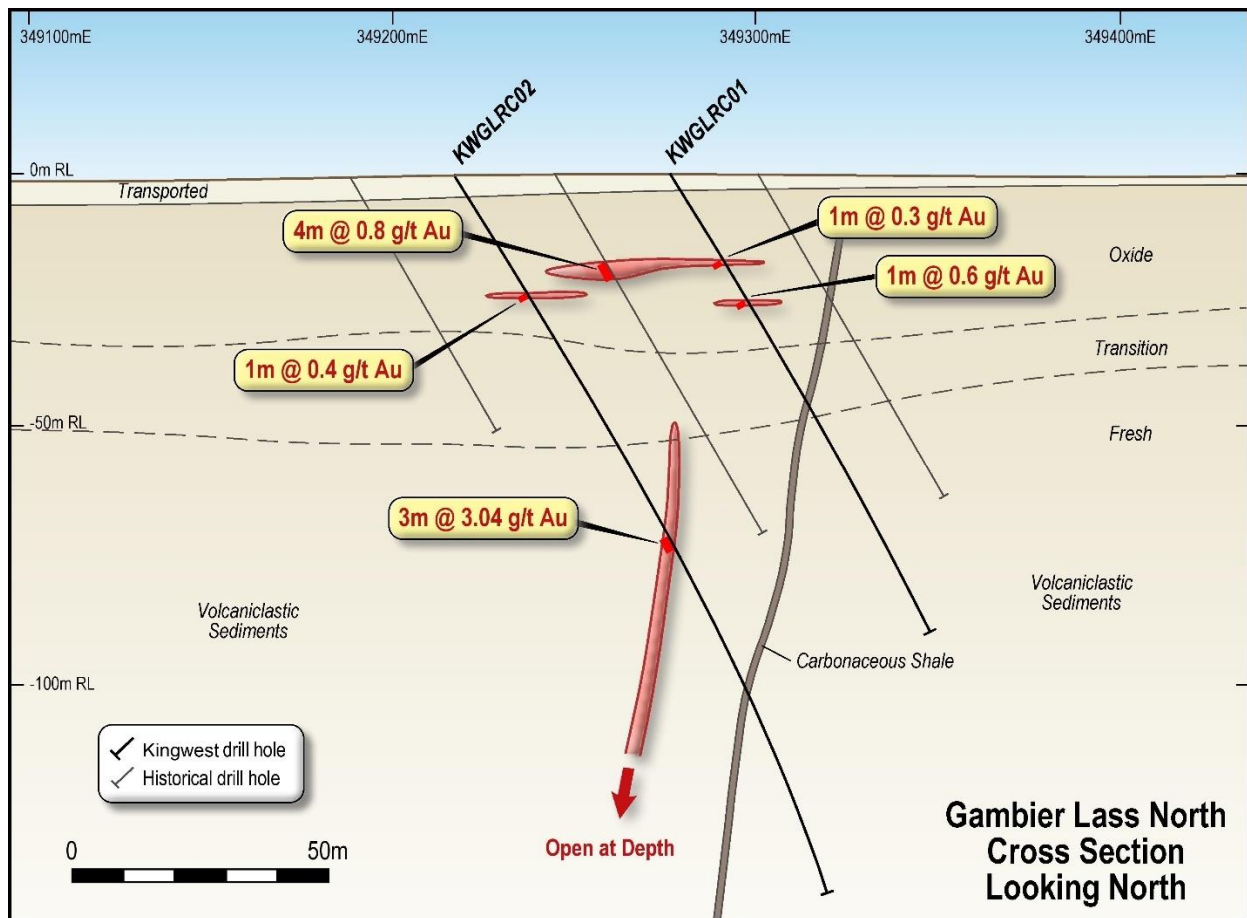 349100mE
349200mE
349300mE
349400mE
KWGLRC02
KWGLRC01
0m RL
Transported
4m @ 0.8 g/t Au
1m @ 0.3 g/t Au
Oxide
1m @ 0.6 g/t Au
1m @ 0.4 g/t Au
Transition
-50m RL
Fresh
3m @ 3.04 g/t Au
Volcaniclastic
Sediments
Volcaniclastic
Sediments
Carbonaceous Shale
-100m RL
Kingwest drill hole
Historical drill hole
0
50m
Open at Depth
Gambier Lass North
Cross Section
Looking North